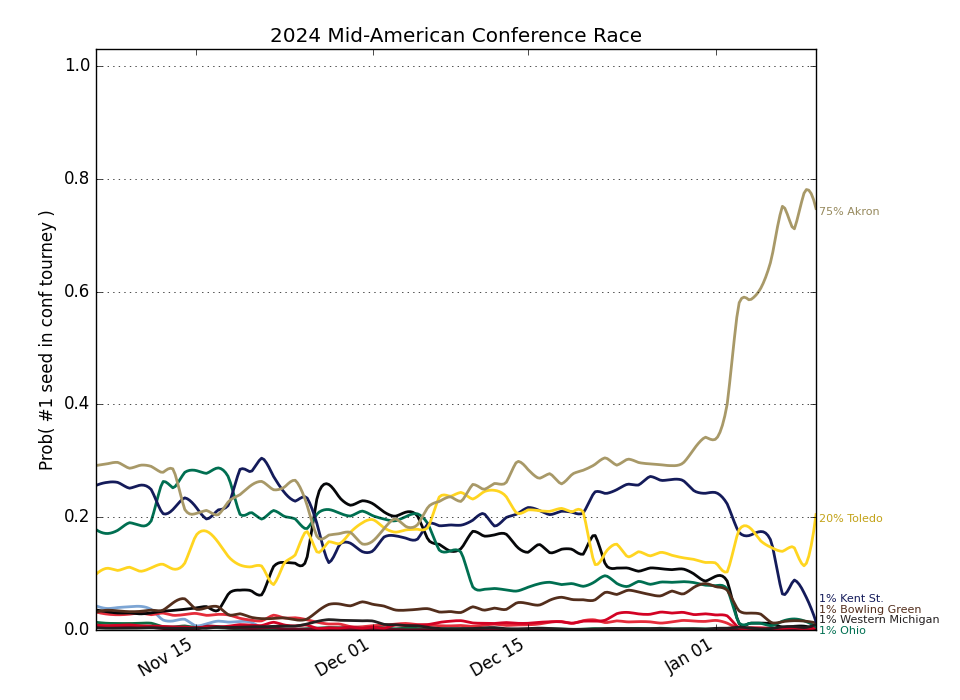 2024 Mid-American Conference Race
Prob( #1 seed in conf tourney )
1.0
0.8
0.6
0.4
0.2
0.0
75% Akron
20% Toledo
1% Kent St.
1% Bowling Green
1% Western Michigan
1% Ohio
Nov 15
Dec 01
Dec 15
Jan 01